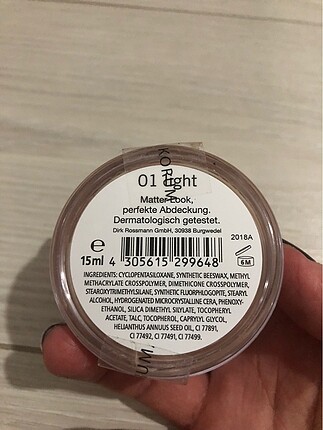 01 light
Matter Look,
perfekte Abdeckung.
Dermatologisch getestet.
Dirk Rossmann GmbH, 30938 Burgwedel
2018A
e
15ml
4 305615 299648
6 M
INGREDIENTS: CYCLOPENTASILOXANE, SYNTHETIC BEESWAX, METHYL
METHACRYLATE CROSSPOLYMER, DIMETHICONE CROSSPOLYMER,
STEAROXYTRIMETHYLSILANE, SYNTHETIC FLUORPHLOGOPITE, STEARYL
ALCOHOL, HYDROGENATED MICROCRYSTALLINE CERA, PHENOXY-
ETHANOL, SILICA DIMETHYL SILYLATE, TOCOPHERYL
ACETATE, TALC, TOCOPHEROL, CAPRYLYL GLYCOL,
HELIANTHUS ANNUUS SEED OIL, CI 77891,
CI 77492, CI 77491, CI 77499.